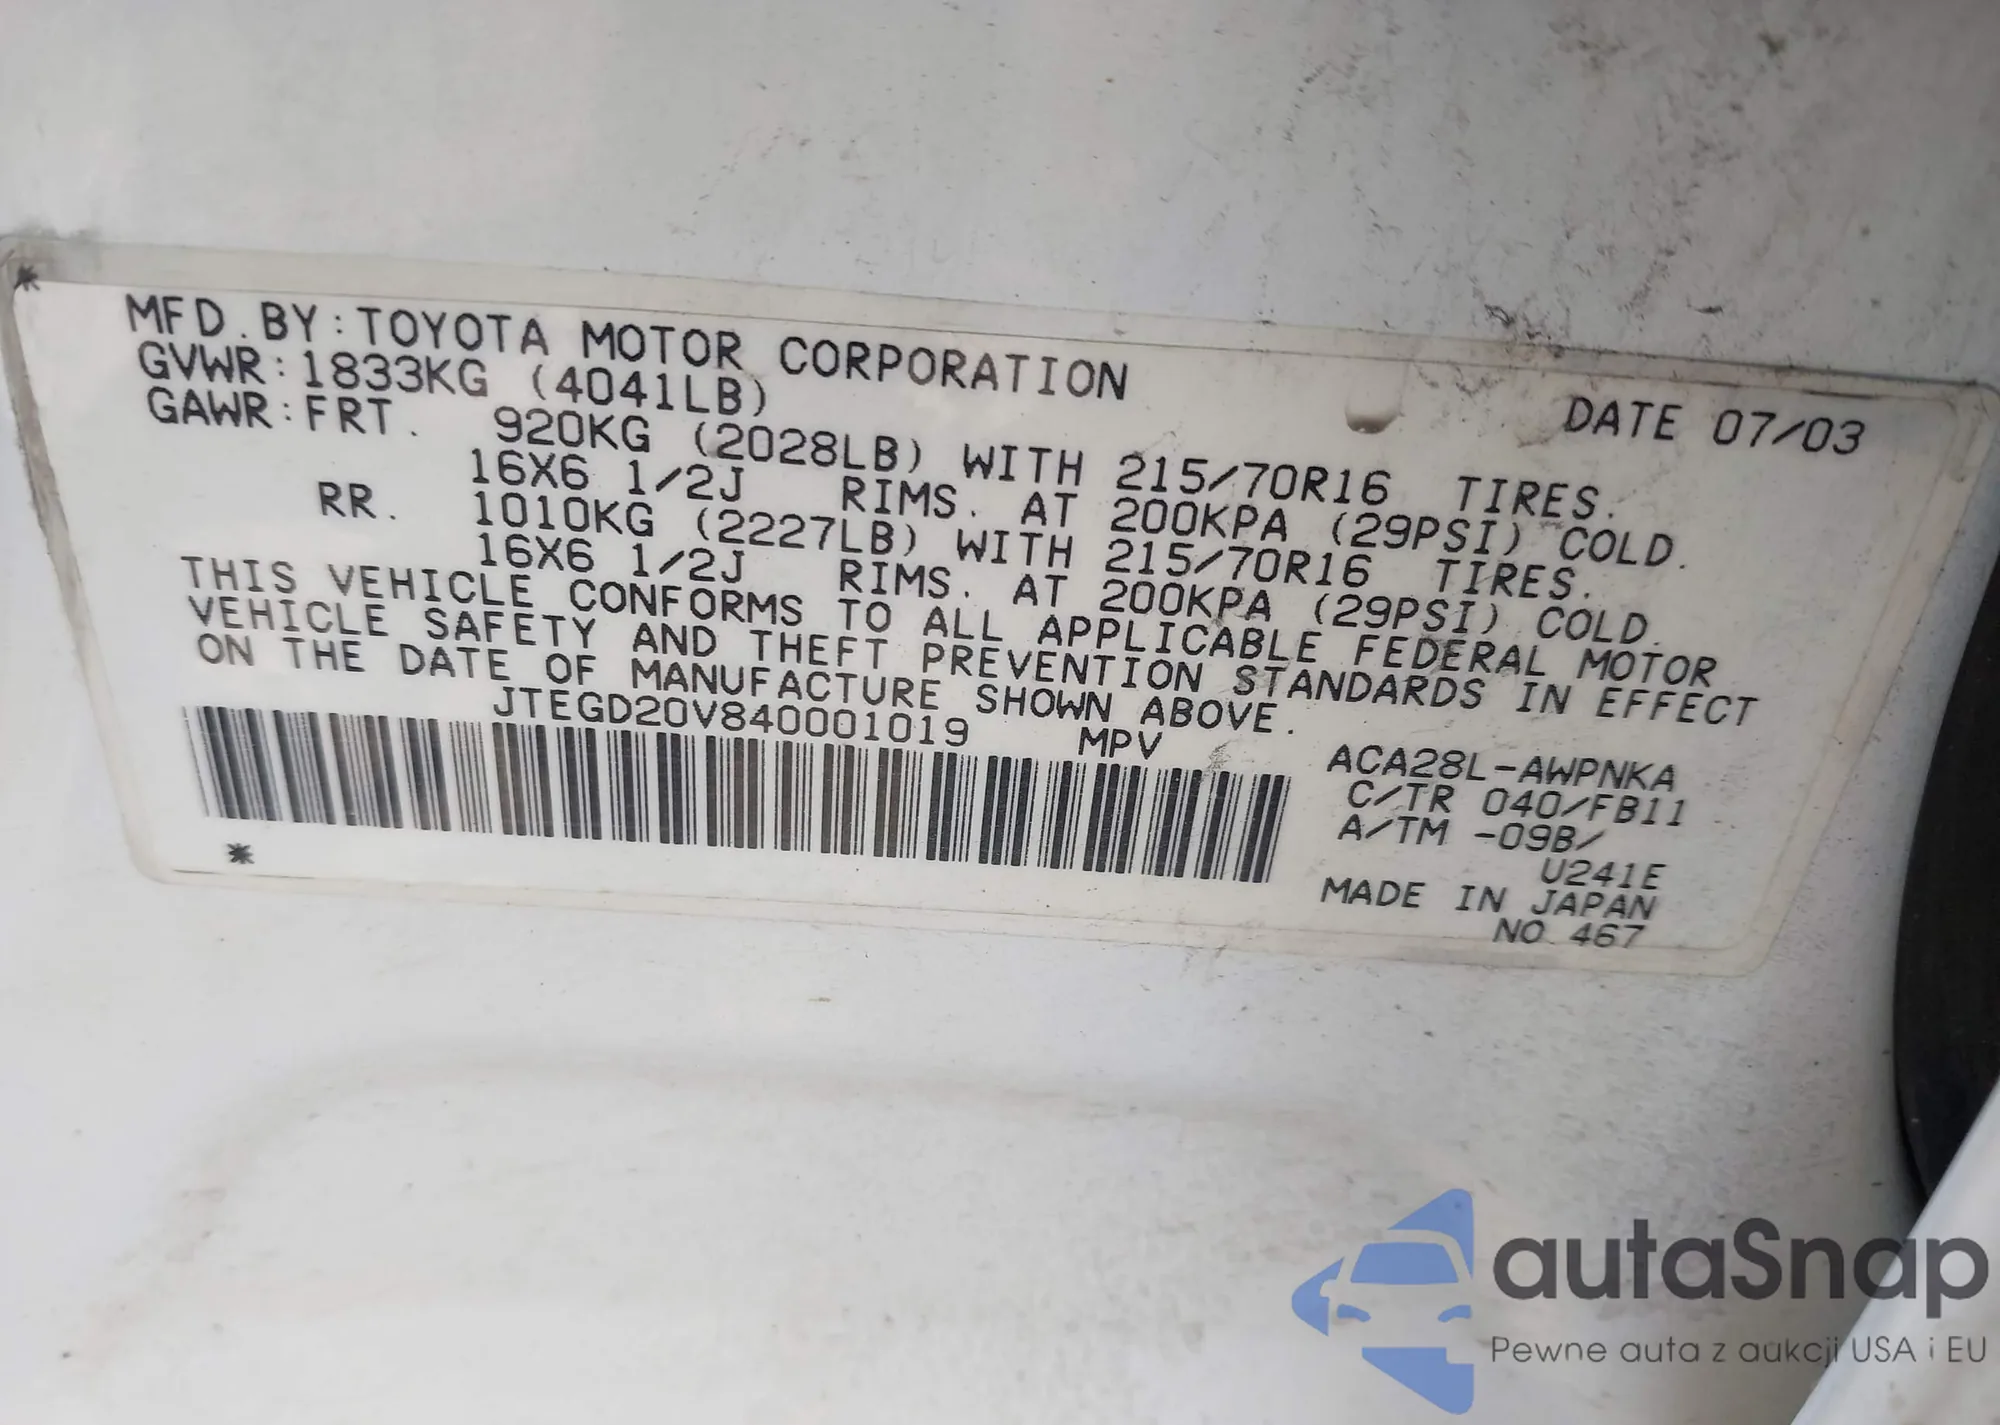 MFD.BY:TOYOTA MOTOR CORPORATION DATE 07/03
GVWR:1833KG (4041LB)
GAWR:FRT. 920KG (2028LB) WITH 215/70R16 TIRES.
16X6 1/2J RIMS. AT 200KPA (29PSI) COLD.
RR. 1010KG (2227LB) WITH 215/70R16 TIRES.
16X6 1/2J RIMS. AT 200KPA (29PSI) COLD.
THIS VEHICLE CONFORMS TO ALL APPLICABLE FEDERAL MOTOR
VEHICLE SAFETY AND THEFT PREVENTION STANDARDS IN EFFECT
ON THE DATE OF MANUFACTURE SHOWN ABOVE.
JTEGD20V840001019 MPV
ACA28L-AWPNKA
C/TR 040/FB11
A/TM -09B/
U241E
MADE IN JAPAN
NO.467
autaSnap
Pewne auta z aukcji USA i EU